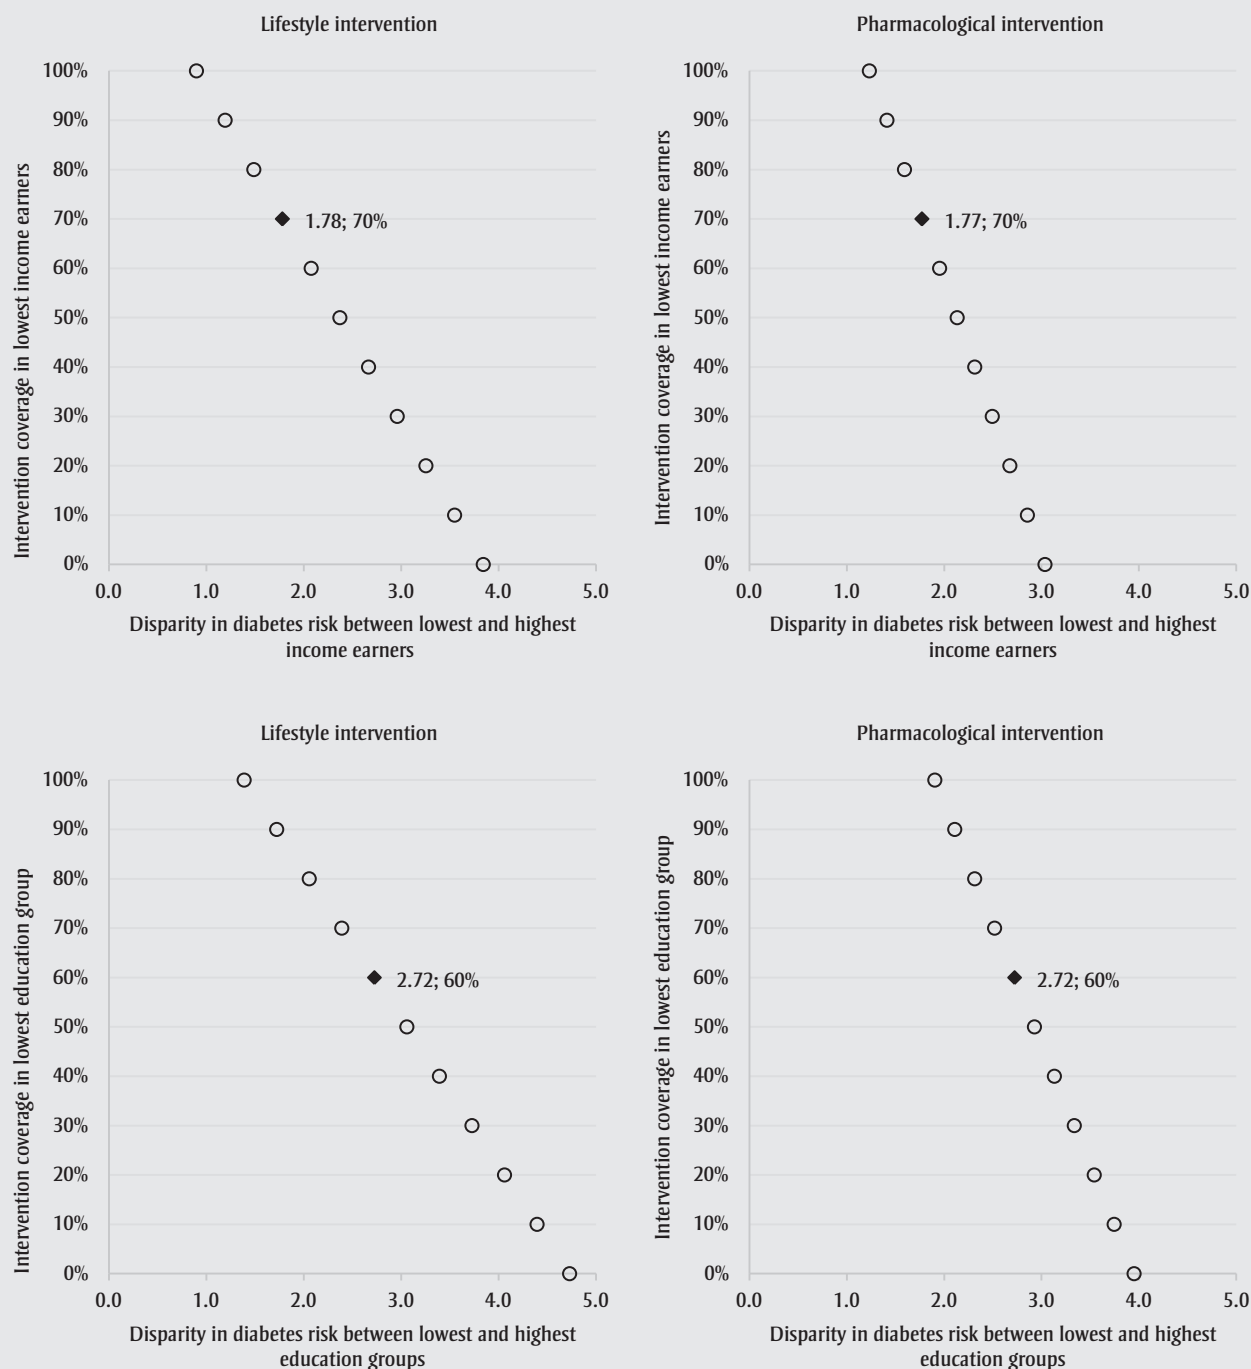 Lifestyle intervention
Intervention coverage in lowest income earners
100%
90%
80%
70%
60%
50%
40%
30%
20%
10%
0%
1.78; 70%
0.0 1.0 2.0 3.0 4.0 5.0
Disparity in diabetes risk between lowest and highest
income earners
Pharmacological intervention
Intervention coverage in lowest income earners
100%
90%
80%
70%
60%
50%
40%
30%
20%
10%
0%
1.77; 70%
0.0 1.0 2.0 3.0 4.0 5.0
Disparity in diabetes risk between lowest and highest
income earners
Lifestyle intervention
Intervention coverage in lowest education group
100%
90%
80%
70%
60%
50%
40%
30%
20%
10%
0%
2.72; 60%
0.0 1.0 2.0 3.0 4.0 5.0
Disparity in diabetes risk between lowest and highest
education groups
Pharmacological intervention
Intervention coverage in lowest education group
100%
90%
80%
70%
60%
50%
40%
30%
20%
10%
0%
2.72; 60%
0.0 1.0 2.0 3.0 4.0 5.0
Disparity in diabetes risk between lowest and highest
education groups